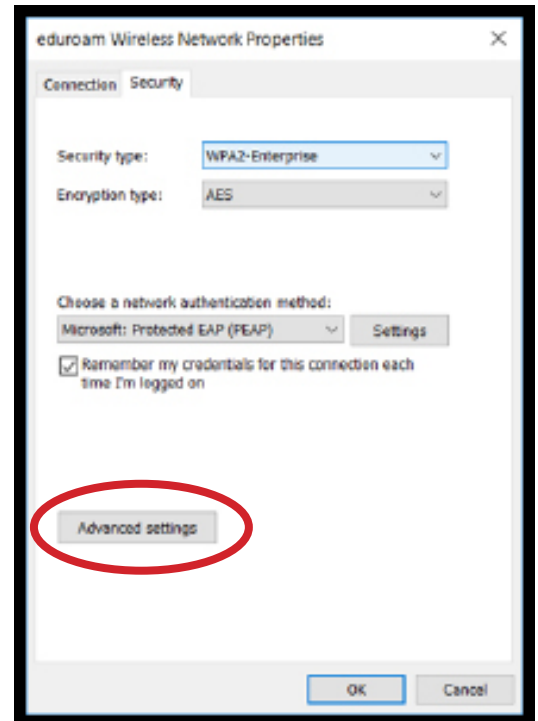 eduroam Wireless Network Properties
Connection Security
Security type: WPA2-Enterprise
Encryption type: AES
Choose a network authentication method:
Microsoft: Protected EAP (PEAP) Settings
Remember my credentials for this connection each
time I'm logged on
Advanced settings
OK Cancel